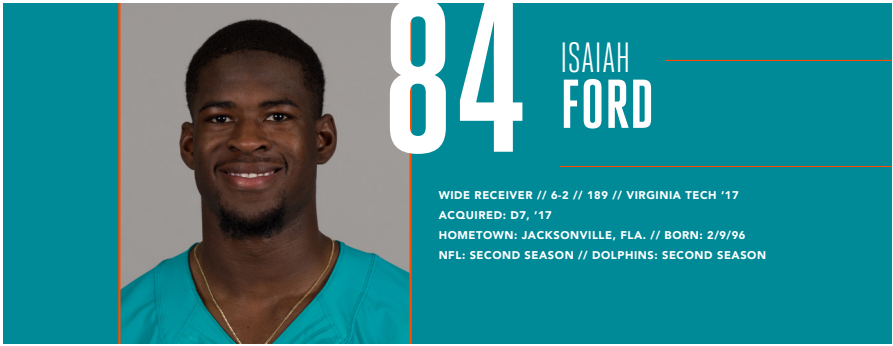 84
ISAIAH
FORD
WIDE RECEIVER // 6-2 // 189 // VIRGINIA TECH ’17
ACQUIRED: D7, ’17
HOMETOWN: JACKSONVILLE, FLA. // BORN: 2/9/96
NFL: SECOND SEASON // DOLPHINS: SECOND SEASON